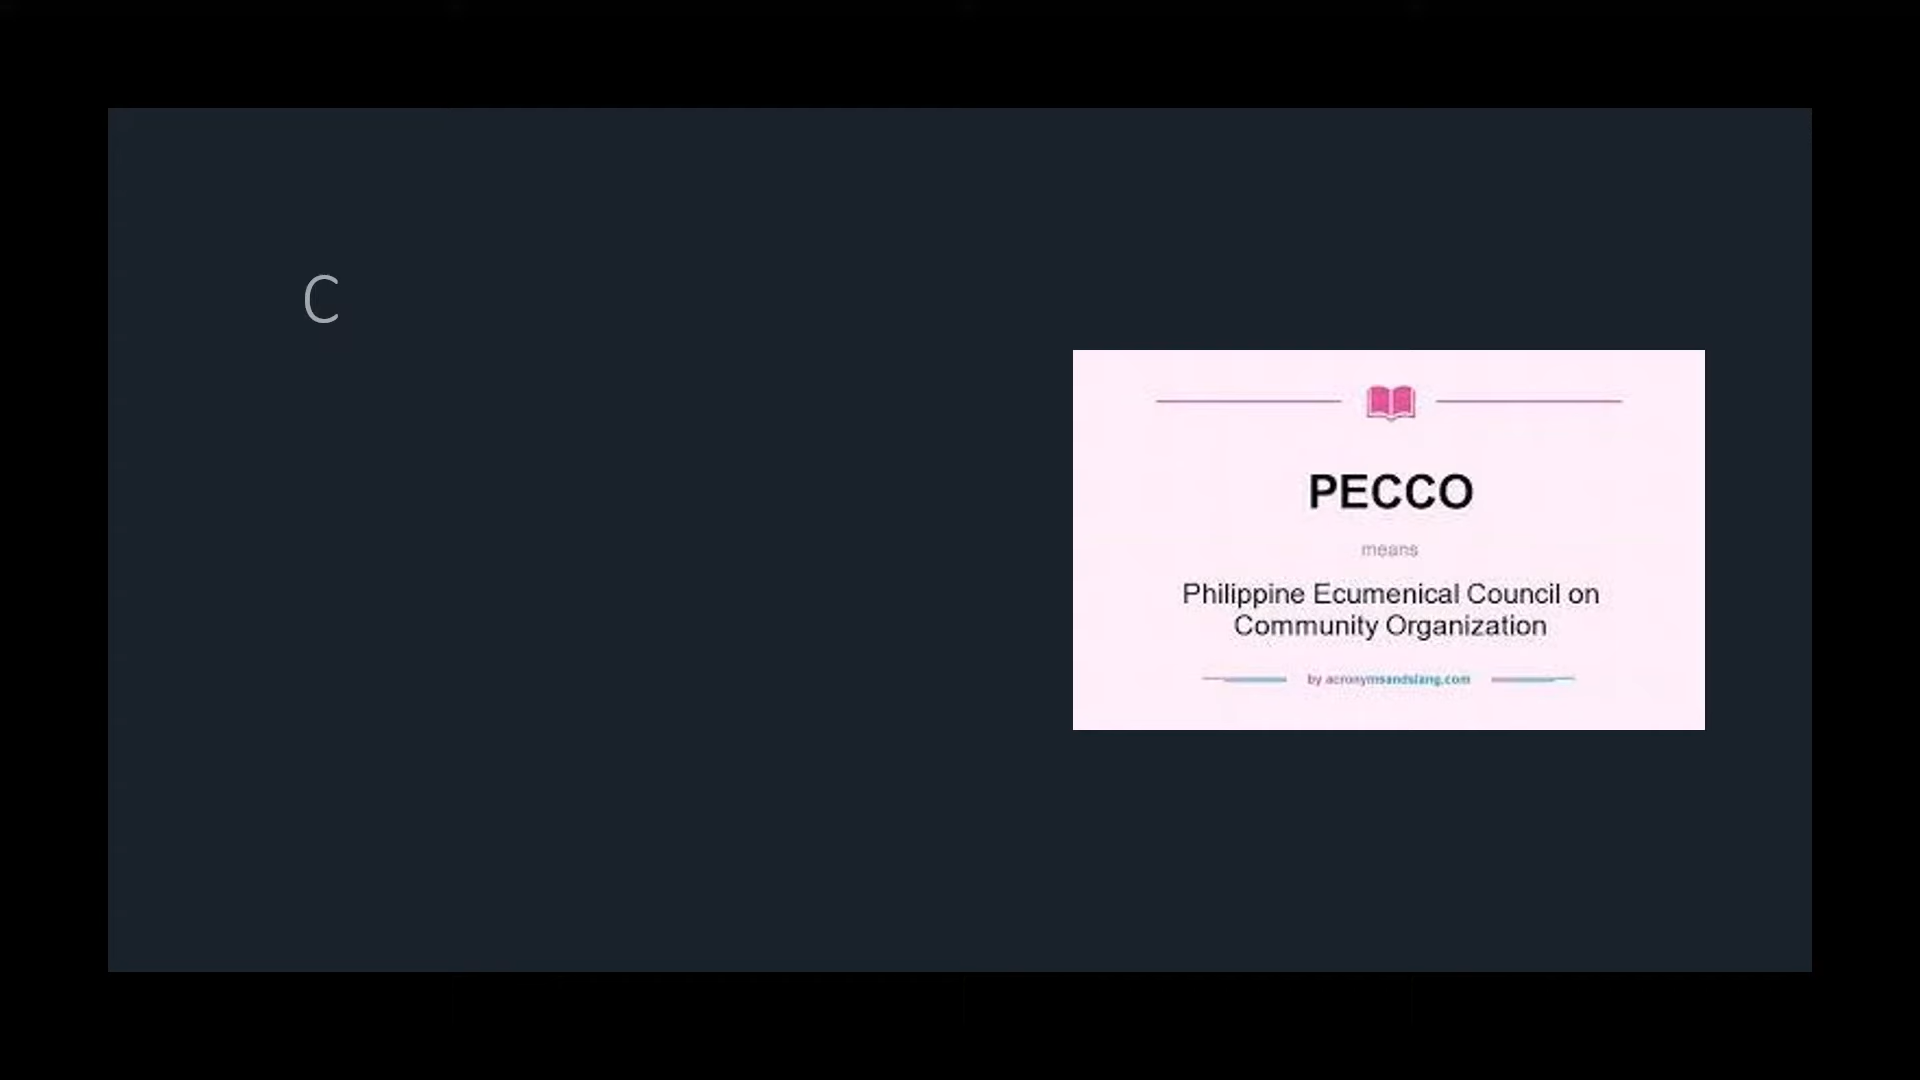 C
PECCO
means
Philippine Ecumenical Council on
Community Organization
by acronymsandslang.com